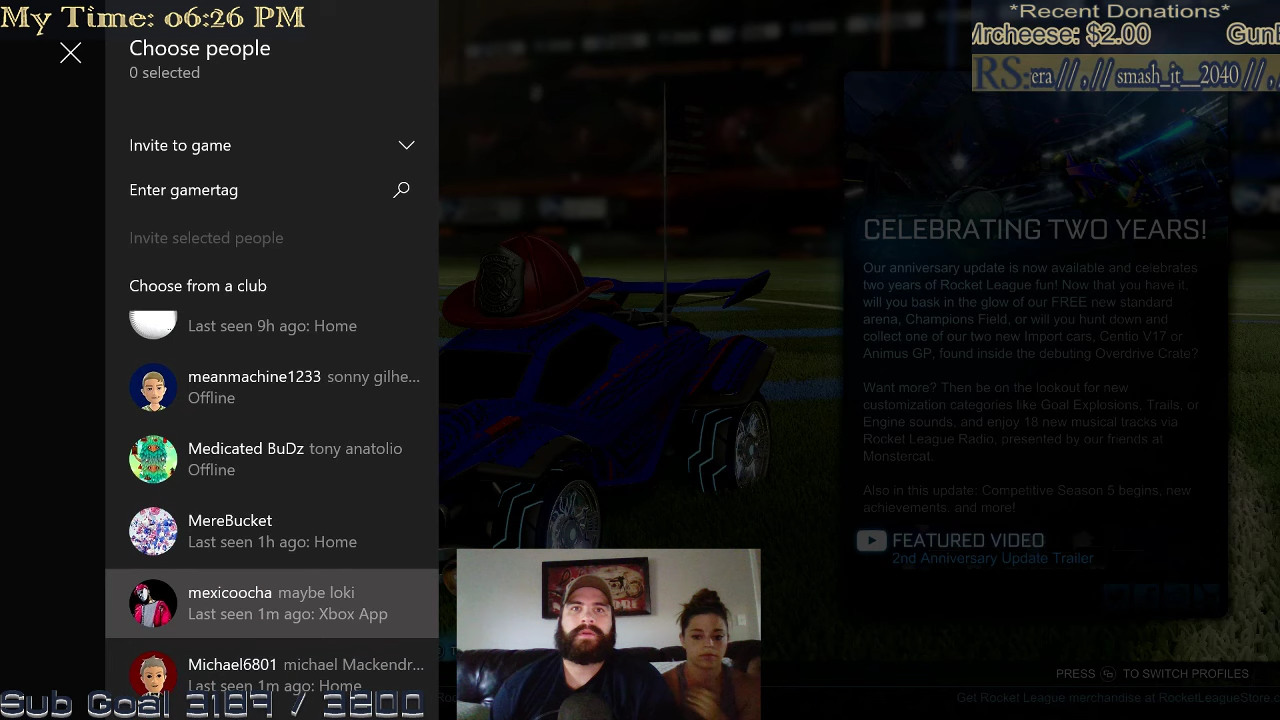 My Time: 06:26 PM
*Recent Donations*
Mrcheese: $2.00 Gun
RS: era // , // smash_it__2040 // ,
Choose people
0 selected
Invite to game
Enter gamertag
Invite selected people
Choose from a club
Last seen 9h ago: Home
meanmachine1233 sonny gilhe...
Offline
Medicated BuDz tony anatolio
Offline
MereBucket
Last seen 1h ago: Home
mexicoocha maybe loki
Last seen 1m ago: Xbox App
Michael6801 michael Mackendr...
Last seen 1m ago: Home
Sub Goal 3189 / 3200
CELEBRATING TWO YEARS!
Our anniversary update is now available and celebrates
two years of Rocket League fun! Now that you have it,
will you bask in the glow of our FREE new standard
arena, Champions Field, or will you hunt down and
collect one of our two new Import cars, Centio V17 or
Animus GP, found inside the debuting Overdrive Crate?
Want more? Then be on the lookout for new
customization categories like Goal Explosions, Trails, or
Engine sounds, and enjoy 18 new musical tracks via
Rocket League Radio, presented by our friends at
Monstercat.
Also in this update: Competitive Season 5 begins, new
achievements, and more!
FEATURED VIDEO
2nd Anniversary Update Trailer
PRESS TO SWITCH PROFILES
Get Rocket League merchandise at RocketLeagueStore.c